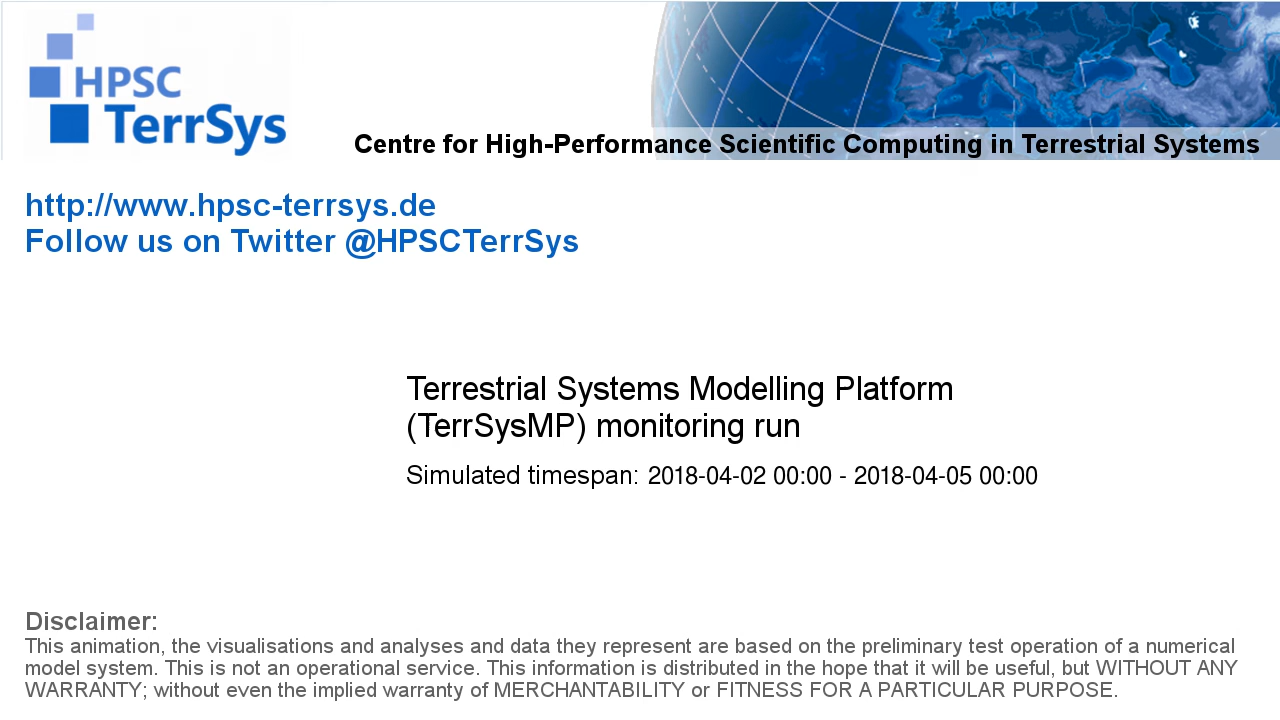 HPSC
TerrSys
Centre for High-Performance Scientific Computing in Terrestrial Systems
http://www.hpsc-terrsys.de
Follow us on Twitter @HPSCTerrSys
Terrestrial Systems Modelling Platform
(TerrSysMP) monitoring run
Simulated timespan: 2018-04-02 00:00 - 2018-04-05 00:00
Disclaimer:
This animation, the visualisations and analyses and data they represent are based on the preliminary test operation of a numerical
model system. This is not an operational service. This information is distributed in the hope that it will be useful, but WITHOUT ANY
WARRANTY; without even the implied warranty of MERCHANTABILITY or FITNESS FOR A PARTICULAR PURPOSE.